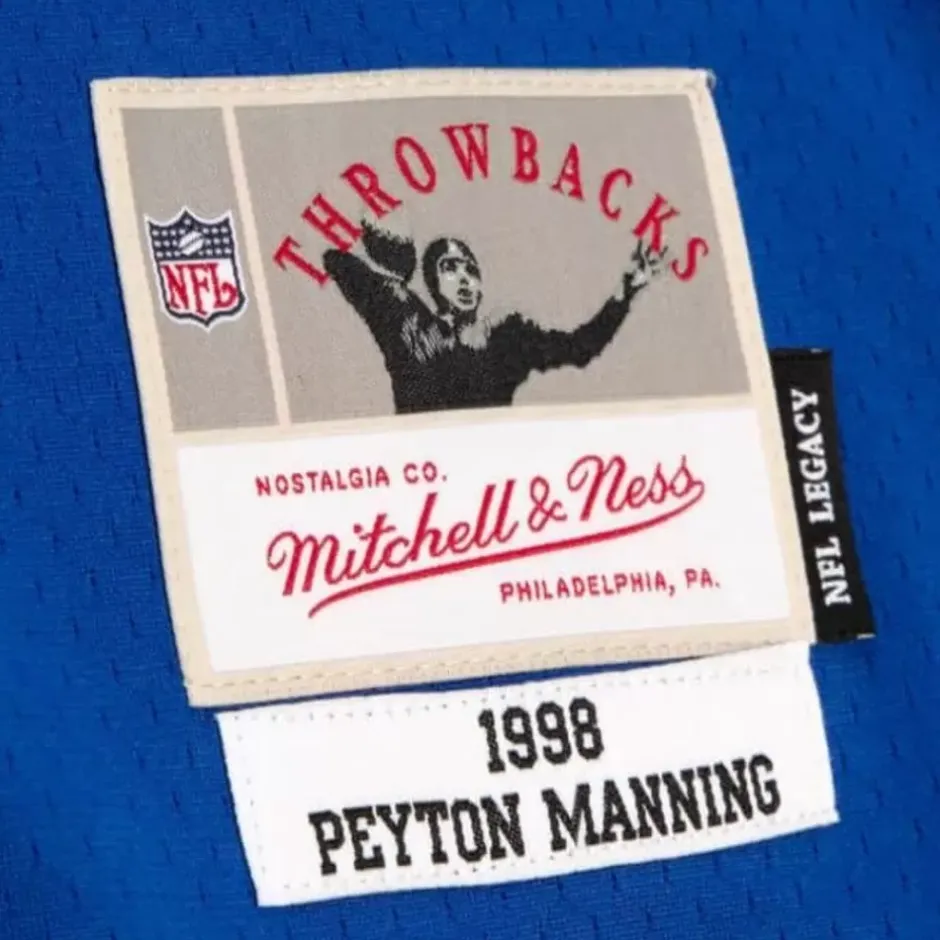 THROWBACKS
NFL
NOSTALGIA CO.
Mitchell & Ness
PHILADELPHIA, PA.
NFL LEGACY
1998
PEYTON MANNING